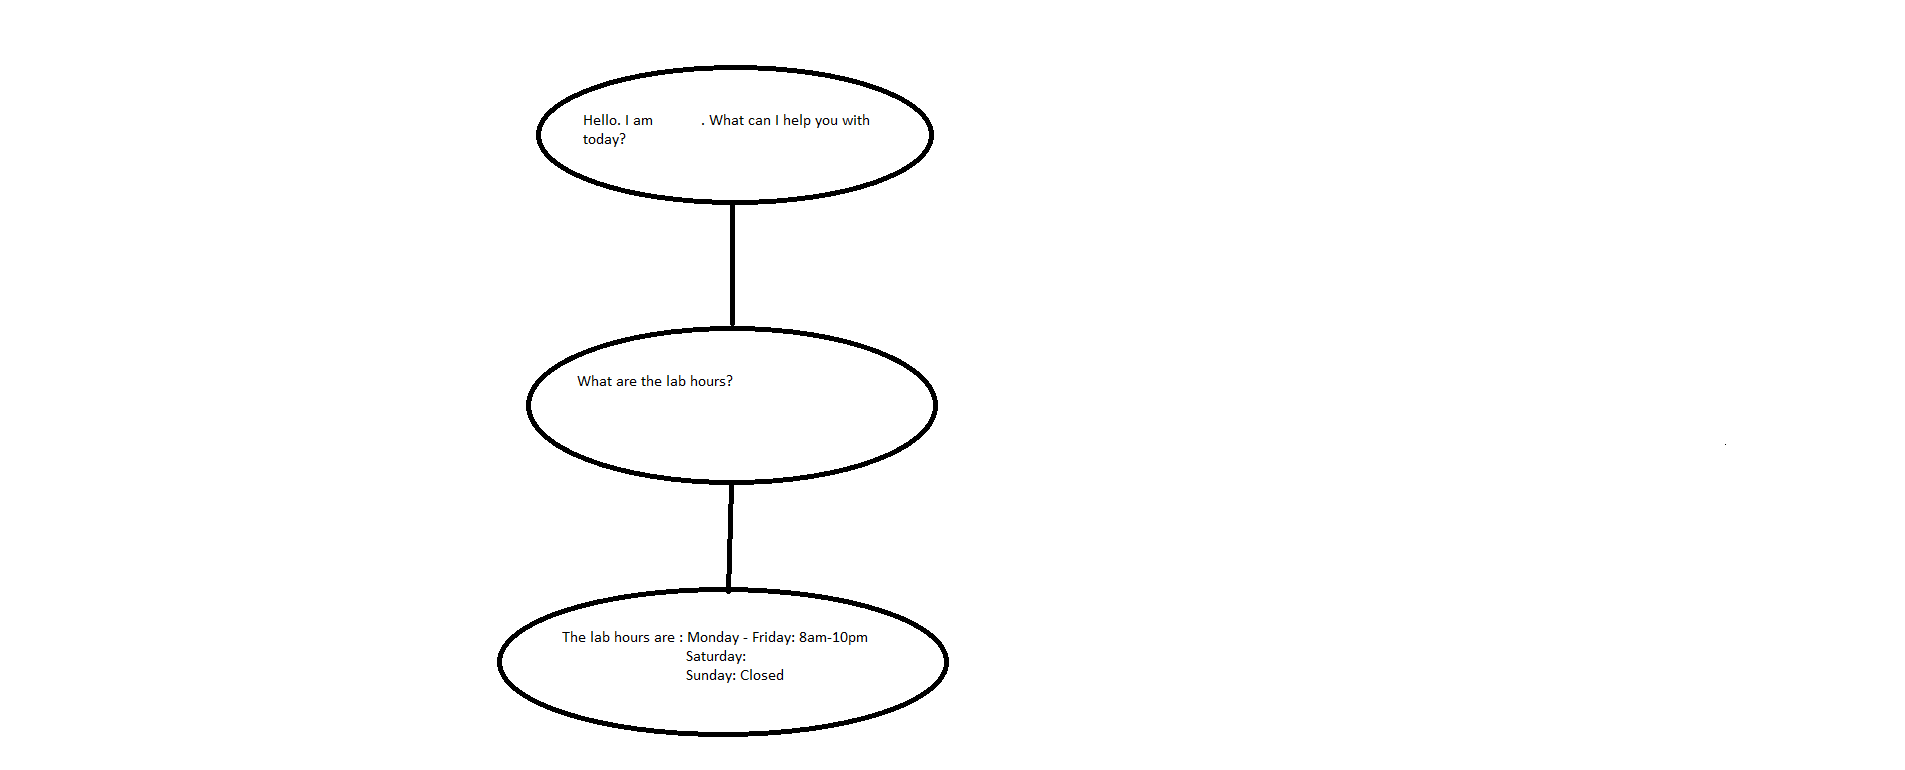 Hello. I am . What can I help you with
today?
What are the lab hours?
The lab hours are : Monday - Friday: 8am-10pm
Saturday:
Sunday: Closed